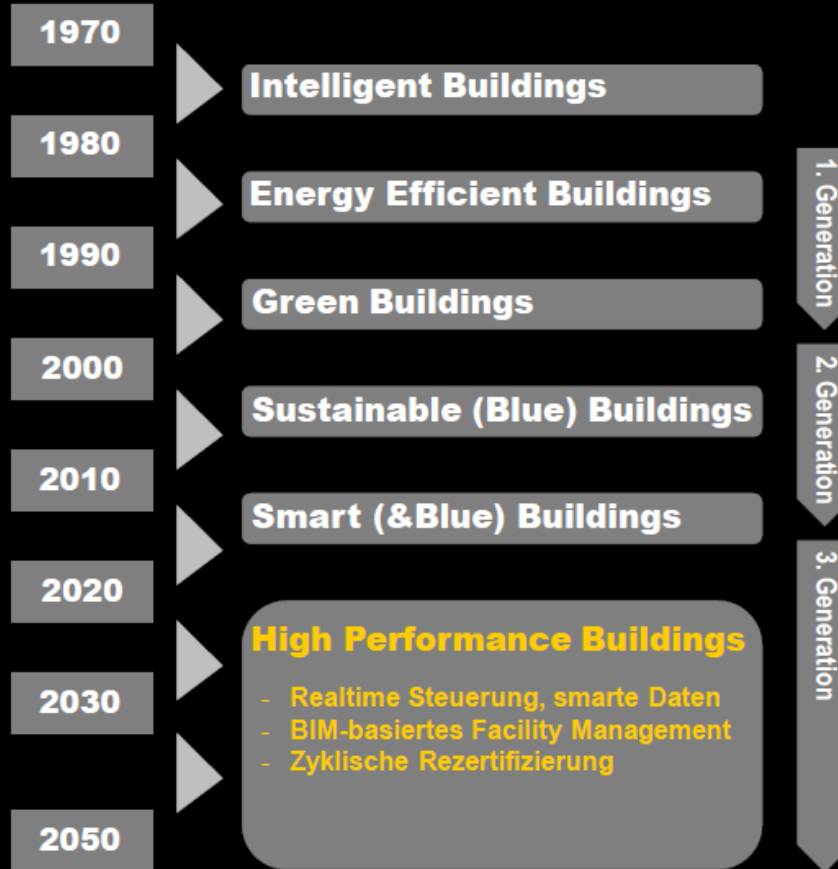 1970
Intelligent Buildings
1980
Energy Efficient Buildings
1990
Green Buildings
2000
Sustainable (Blue) Buildings
2010
Smart (&Blue) Buildings
2020
High Performance Buildings
- Realtime Steuerung, smarte Daten
2030
- BIM-basiertes Facility Management
- Zyklische Rezertifizierung
2050
1. Generation
2. Generation
3. Generation